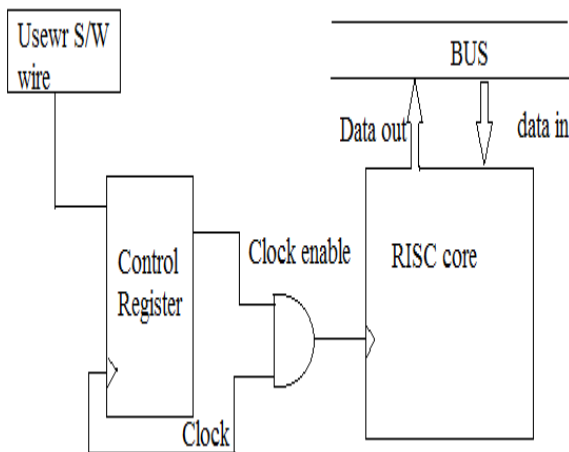 Usewr S/W
wire
BUS
Data out
data in
Control
Register
Clock enable
RISC core
Clock